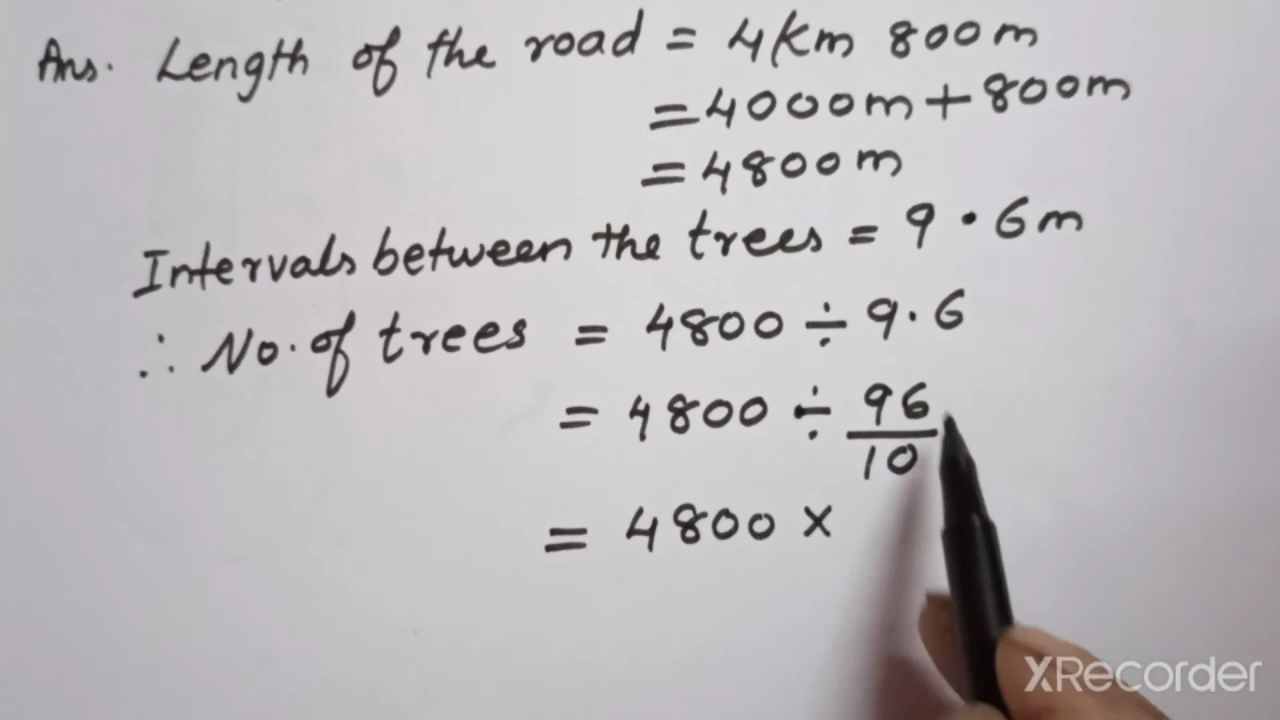 Ans. Length of the road = 4km 800m
= 4000m + 800m
= 4800m
Intervals between the trees = 9.6m
∴ No. of trees = 4800 ÷ 9.6
= 4800 ÷ 96/10
= 4800 ×
XRecorder